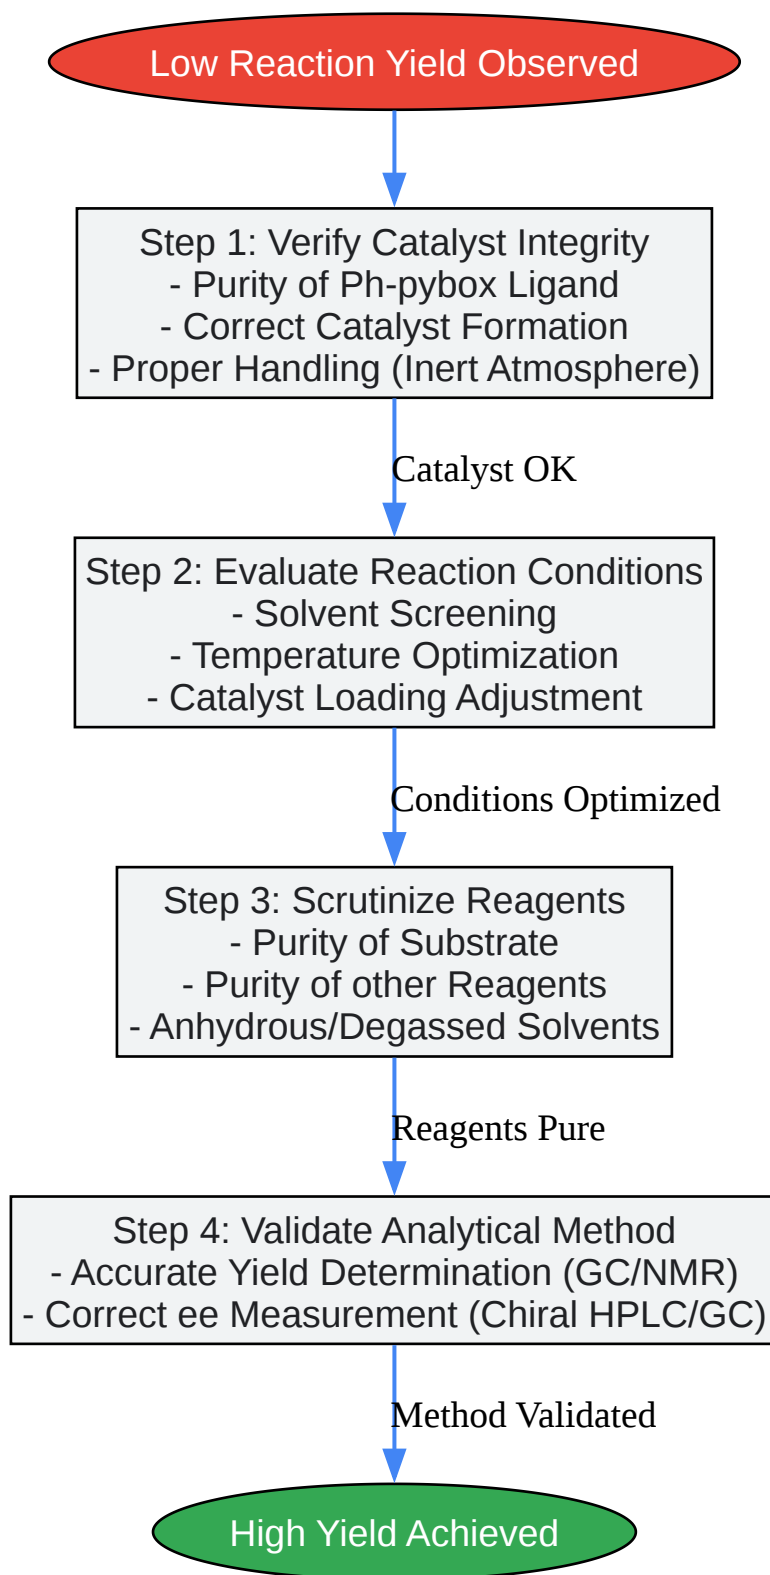 Low Reaction Yield Observed
Step 1: Verify Catalyst Integrity
- Purity of Ph-pybox Ligand
- Correct Catalyst Formation
- Proper Handling (Inert Atmosphere)
Catalyst OK
Step 2: Evaluate Reaction Conditions
- Solvent Screening
- Temperature Optimization
- Catalyst Loading Adjustment
Conditions Optimized
Step 3: Scrutinize Reagents
- Purity of Substrate
- Purity of other Reagents
- Anhydrous/Degassed Solvents
Reagents Pure
Step 4: Validate Analytical Method
- Accurate Yield Determination (GC/NMR)
- Correct ee Measurement (Chiral HPLC/GC)
Method Validated
High Yield Achieved